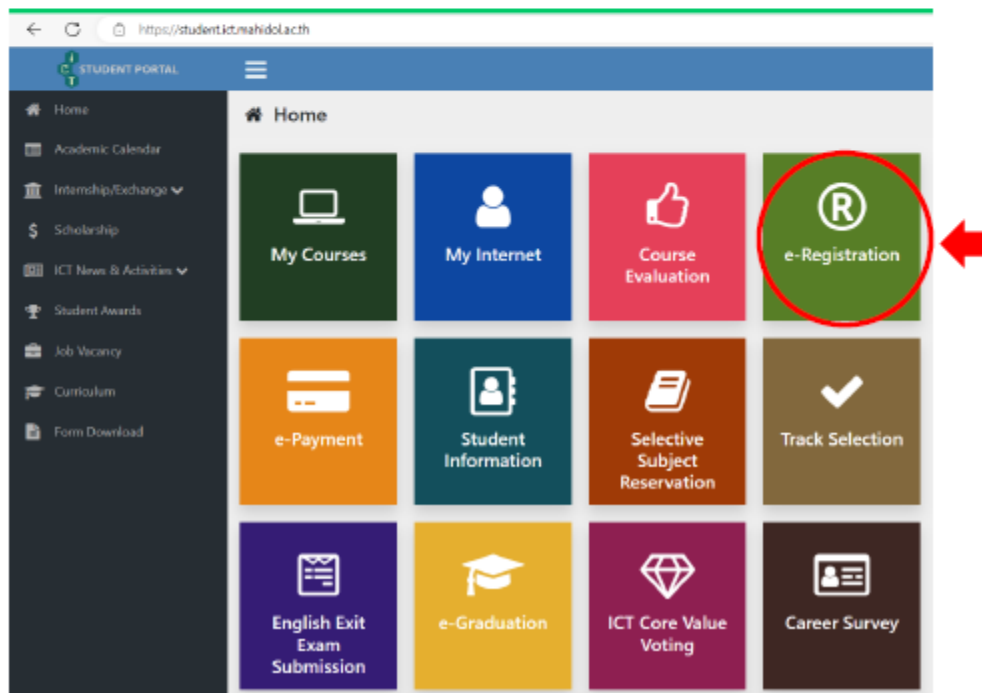 https://student.ict.mahidol.ac.th
ICT STUDENT PORTAL
Home
Academic Calendar
Internship/Exchange
Scholarship
ICT News & Activities
Student Awards
Job Vacancy
Curriculum
Form Download
Home
My Courses
My Internet
Course
Evaluation
®
e-Registration
e-Payment
Student
Information
Selective
Subject
Reservation
Track Selection
English Exit
Exam
Submission
e-Graduation
ICT Core Value
Voting
Career Survey